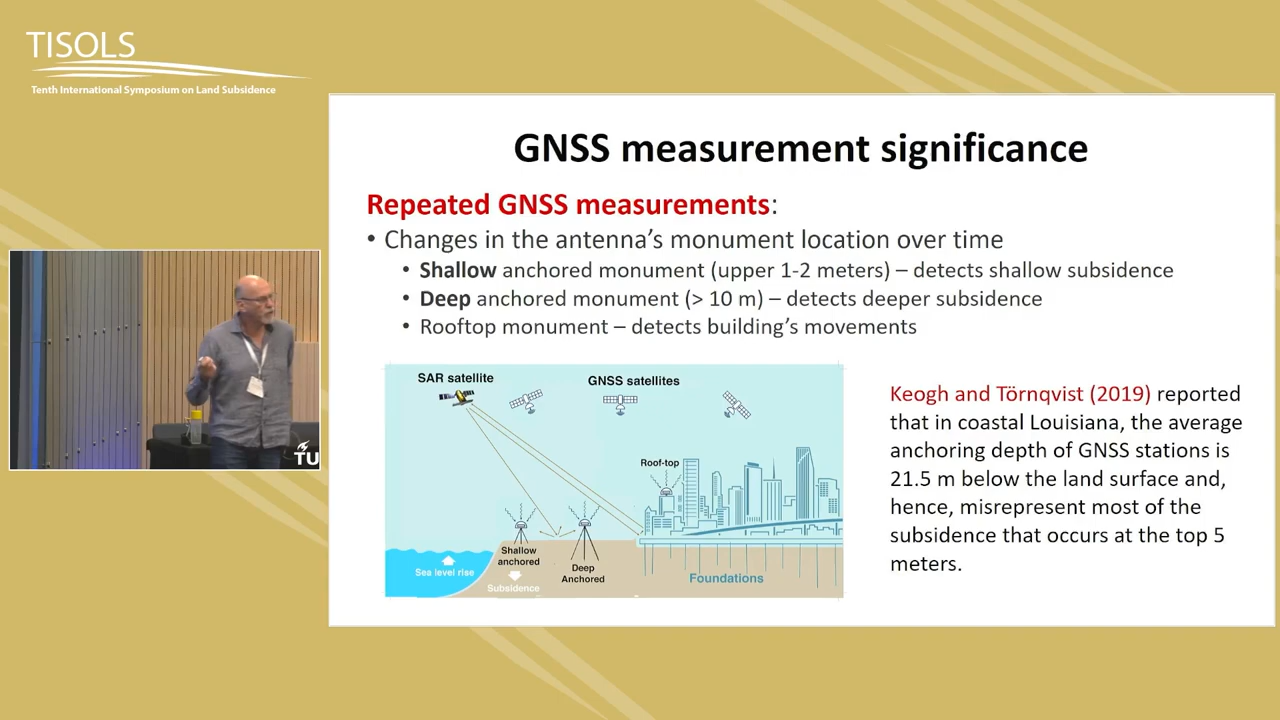 TISOLS
Tenth International Symposium on Land Subsidence
GNSS measurement significance
Repeated GNSS measurements:
• Changes in the antenna’s monument location over time
• Shallow anchored monument (upper 1-2 meters) – detects shallow subsidence
• Deep anchored monument (> 10 m) – detects deeper subsidence
• Rooftop monument – detects building’s movements
SAR satellite
GNSS satellites
Roof-top
Shallow
anchored
Deep
Anchored
Sea level rise
Subsidence
Foundations
Keogh and Törnqvist (2019) reported
that in coastal Louisiana, the average
anchoring depth of GNSS stations is
21.5 m below the land surface and,
hence, misrepresent most of the
subsidence that occurs at the top 5
meters.
TU